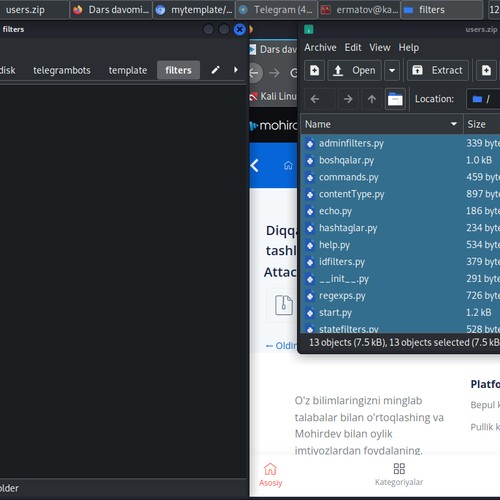 users.zip
Dars davomi...
mytemplate/...
Telegram (4...
ermatov@ka...
filters
12
filters
disk
telegrambots
template
filters
older
Dars davo
Kali Linu
mohird
Diqqa
tashl
Attac
← Oldin
O'z bilimlaringizni minglab
talabalar bilan o'rtoqlashing va
Mohirdev bilan oylik
imtiyozlardan foydalaning.
Platfo
Bepul k
Pullik k
Asosiy
Kategoriyalar
users.zip
Archive Edit View Help
Open
Extract
Location:
/
Name
Size
adminfilters.py 339 byte
boshqalar.py 1.0 kB
commands.py 459 byte
contentType.py 897 byte
echo.py 186 byte
hashtaglar.py 234 byte
help.py 534 byte
idfilters.py 379 byte
__init__.py 291 byte
regexps.py 726 byte
start.py 1.2 kB
statefilters.py 528 byte
13 objects (7.5 kB), 13 objects selected (7.5 kB